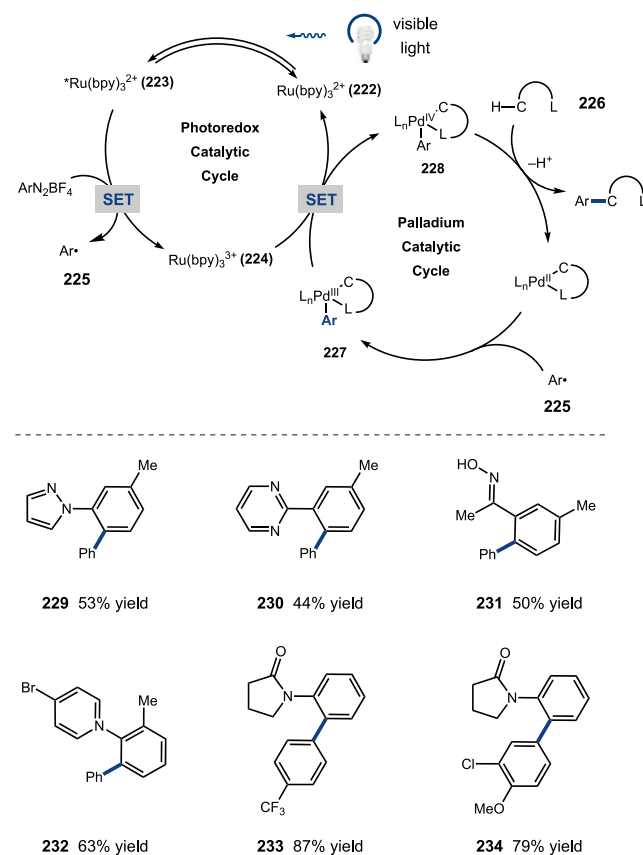 visible
light
*Ru(bpy)₃²⁺ (223)
Ru(bpy)₃²⁺ (222)
Photoredox
Catalytic
Cycle
ArN₂BF₄
SET
SET
Ar•
225
Ru(bpy)₃³⁺ (224)
LₙPdᴵⱽ
C
L
Ar
228
H–C
L
226
–H⁺
Ar–C
L
Palladium
Catalytic
Cycle
LₙPdᴵᴵᴵ
C
L
Ar
227
LₙPdᴵᴵ
C
L
Ar•
225
N
N
Me
Ph
229 53% yield
N
N
Me
Ph
230 44% yield
HO
N
Me
Me
Ph
231 50% yield
Br
N
Me
Ph
232 63% yield
O
N
CF₃
233 87% yield
O
N
Cl
MeO
234 79% yield